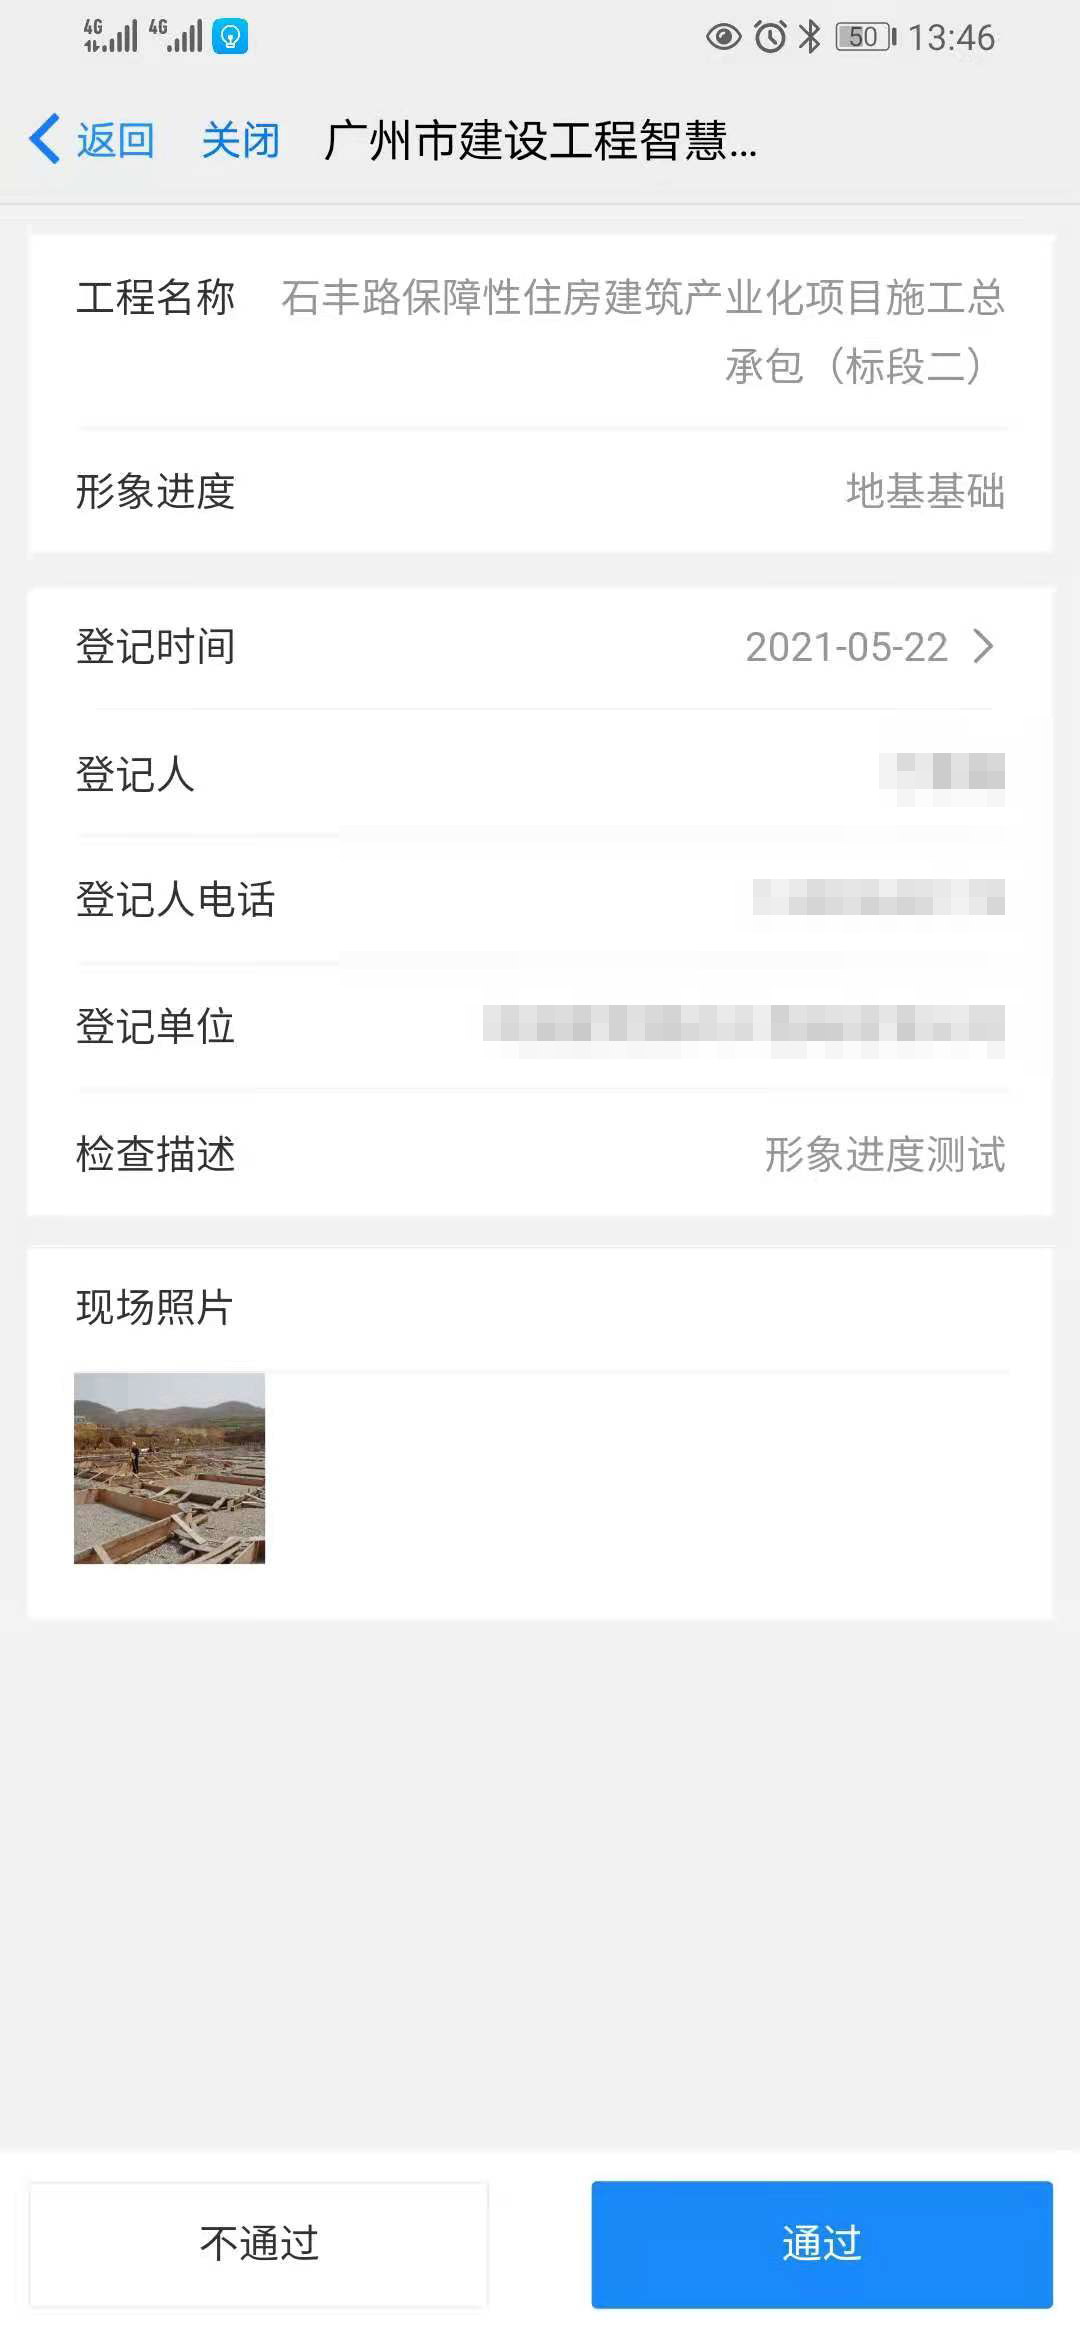 4G 4G 50 13:46
返回 关闭 广州市建设工程智慧...
工程名称 石丰路保障性住房建筑产业化项目施工总
承包（标段二）
形象进度 地基基础
登记时间 2021-05-22
登记人
登记人电话
登记单位
检查描述 形象进度测试
现场照片
不通过 通过